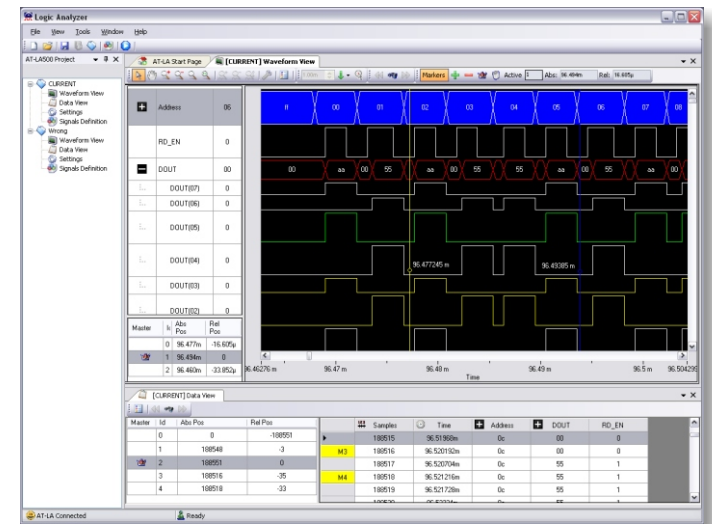 Logic Analyzer
File View Tools Window Help
AT-LA500 Project
AT-LA Start Page [CURRENT] Waveform View
CURRENT
Waveform View
Data View
Settings
Signals Definition
Wrong
Waveform View
Data View
Settings
Signals Definition
Markers Active 1 Abs: 96.494m Rel: 16.605µ
Address 06 ff 00 01 02 03 04 05 06 07 08
RD_EN 0
DOUT 00 00 aa 00 55 aa 00 55 55 aa 00 55 aa 00
DOUT(07) 0
DOUT(06) 0
DOUT(05) 0
DOUT(04) 0 96.477245 m 96.49385 m
DOUT(03) 0
DOUT(02) 0
Master Abs Pos Rel Pos
0 96.477m -16.605µ
1 96.494m 0
2 96.460m -33.852µ
96.46276 m 96.47 m 96.48 m 96.49 m 96.5 m 96.504295
Time
[CURRENT] Data View
Master Id Abs Pos Rel Pos
0 0 -188551
1 188548 -3
2 188551 0
3 188516 -35
4 188518 -33
Samples Time Address DOUT RD_EN
188515 96.51968m 0c 00 0
M3 188516 96.520192m 0c 00 0
188517 96.520704m 0c 55 1
M4 188518 96.521216m 0c 55 1
188519 96.521728m 0c 55 1
AT-LA Connected Ready